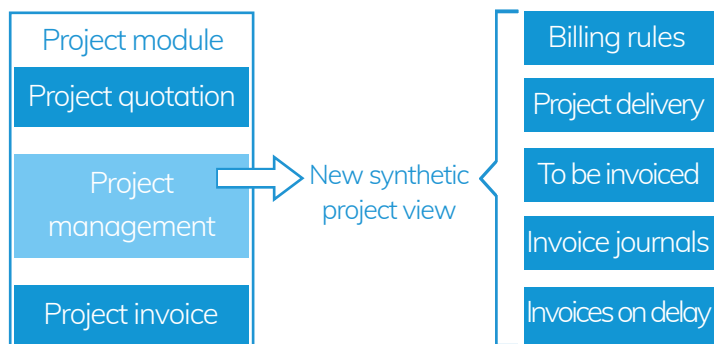 Project module
Project quotation
Project
management
Project invoice
New synthetic
project view
Billing rules
Project delivery
To be invoiced
Invoice journals
Invoices on delay